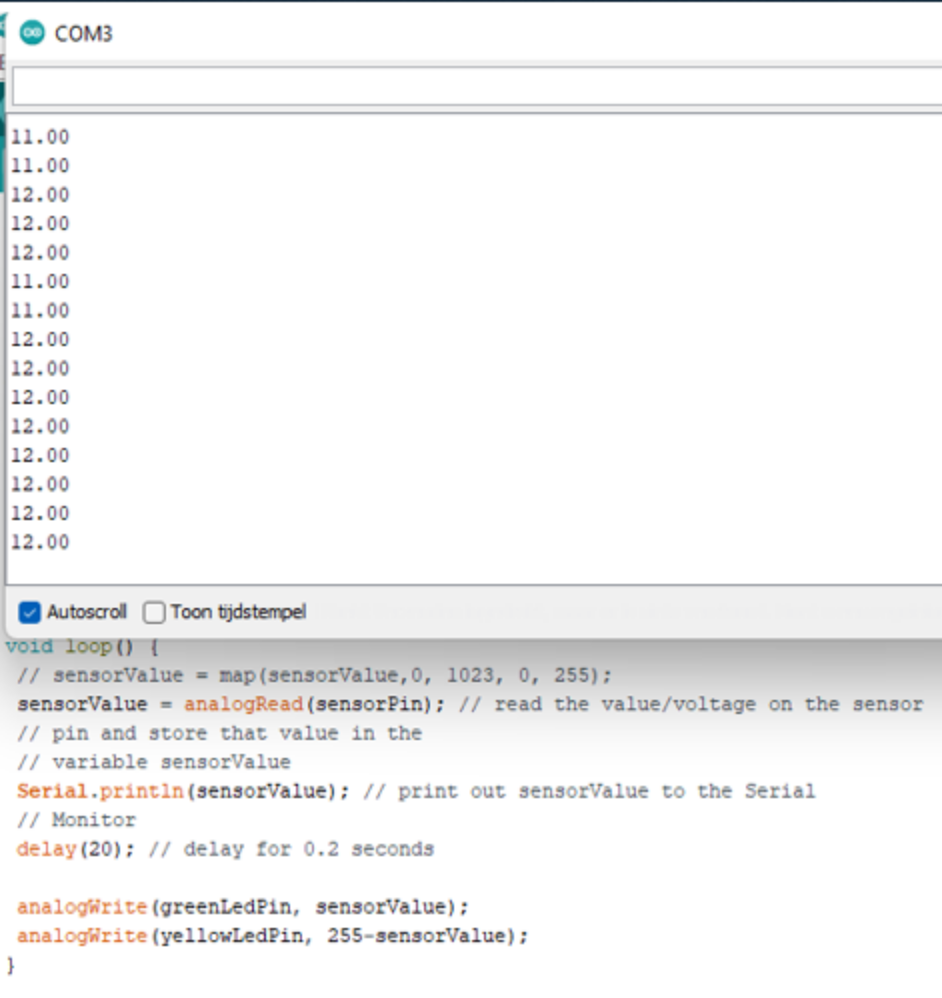 COM3
11.00
11.00
12.00
12.00
12.00
11.00
11.00
12.00
12.00
12.00
12.00
12.00
12.00
12.00
12.00
Autoscroll Toon tijdstempel
void loop() {
// sensorValue = map(sensorValue,0, 1023, 0, 255);
sensorValue = analogRead(sensorPin); // read the value/voltage on the sensor
// pin and store that value in the
// variable sensorValue
Serial.println(sensorValue); // print out sensorValue to the Serial
// Monitor
delay(20); // delay for 0.2 seconds
analogWrite(greenLedPin, sensorValue);
analogWrite(yellowLedPin, 255-sensorValue);
}